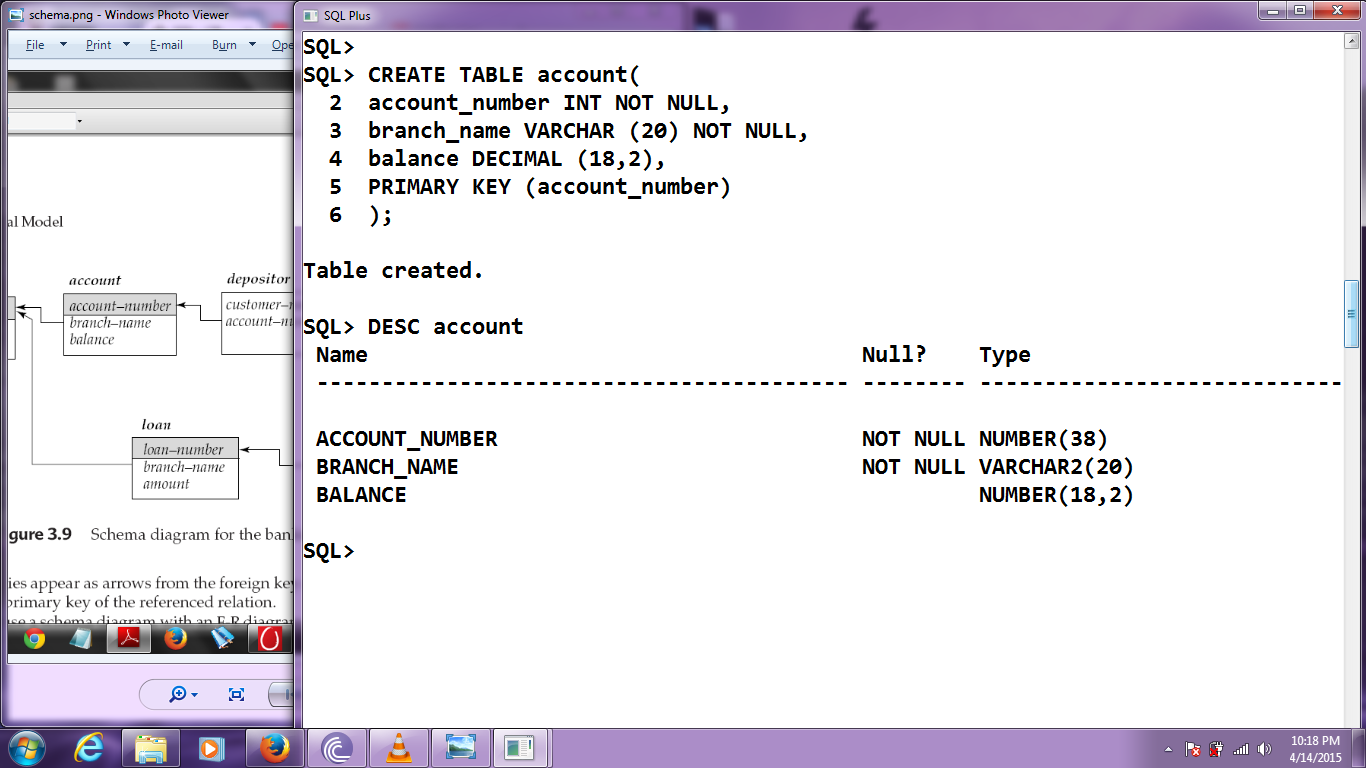 schema.png - Windows Photo Viewer
File Print E-mail Burn
al Model
account
account–number
branch–name
balance
depositor
loan
loan–number
branch–name
amount
gure 3.9 Schema diagram for the
ies appear as arrows from the foreign
primary key of the referenced relation.
a schema diagram with an E-R
SQL Plus
SQL>
SQL> CREATE TABLE account(
2 account_number INT NOT NULL,
3 branch_name VARCHAR (20) NOT NULL,
4 balance DECIMAL (18,2),
5 PRIMARY KEY (account_number)
6 );
Table created.
SQL> DESC account
Name Null? Type
----------------------------------------- -------- ----------------------------
ACCOUNT_NUMBER NOT NULL NUMBER(38)
BRANCH_NAME NOT NULL VARCHAR2(20)
BALANCE NUMBER(18,2)
SQL>
10:18 PM
4/14/2015